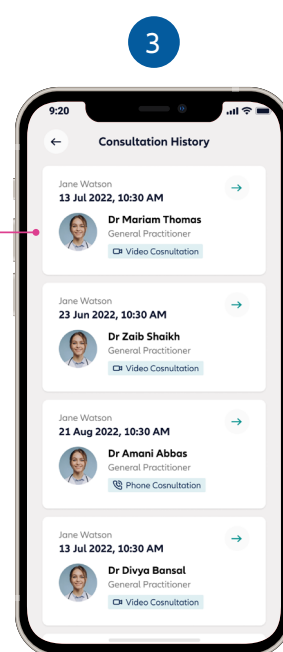 3
9:20
Consultation History
Jane Watson
13 Jul 2022, 10:30 AM
Dr Mariam Thomas
General Practitioner
Video Cosnultation
Jane Watson
23 Jun 2022, 10:30 AM
Dr Zaib Shaikh
General Practitioner
Video Cosnultation
Jane Watson
21 Aug 2022, 10:30 AM
Dr Amani Abbas
General Practitioner
Phone Cosnultation
Jane Watson
13 Jul 2022, 10:30 AM
Dr Divya Bansal
General Practitioner
Video Cosnultation